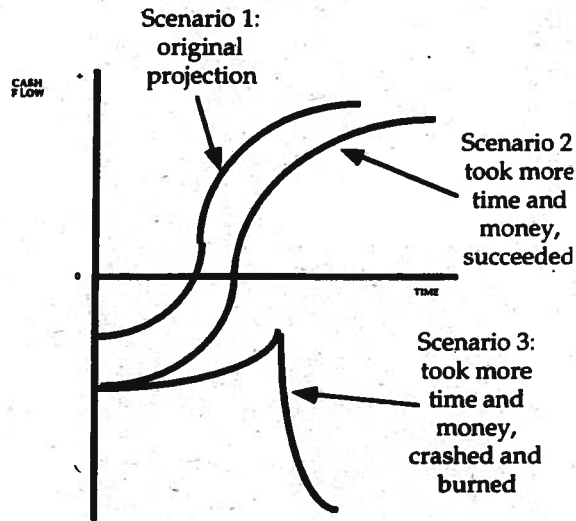 Scenario 1:
original
projection
CASH
FLOW
+
Scenario 2
took more
time and
money,
succeeded
0
TIME
Scenario 3:
took more
time and
money,
crashed and
burned